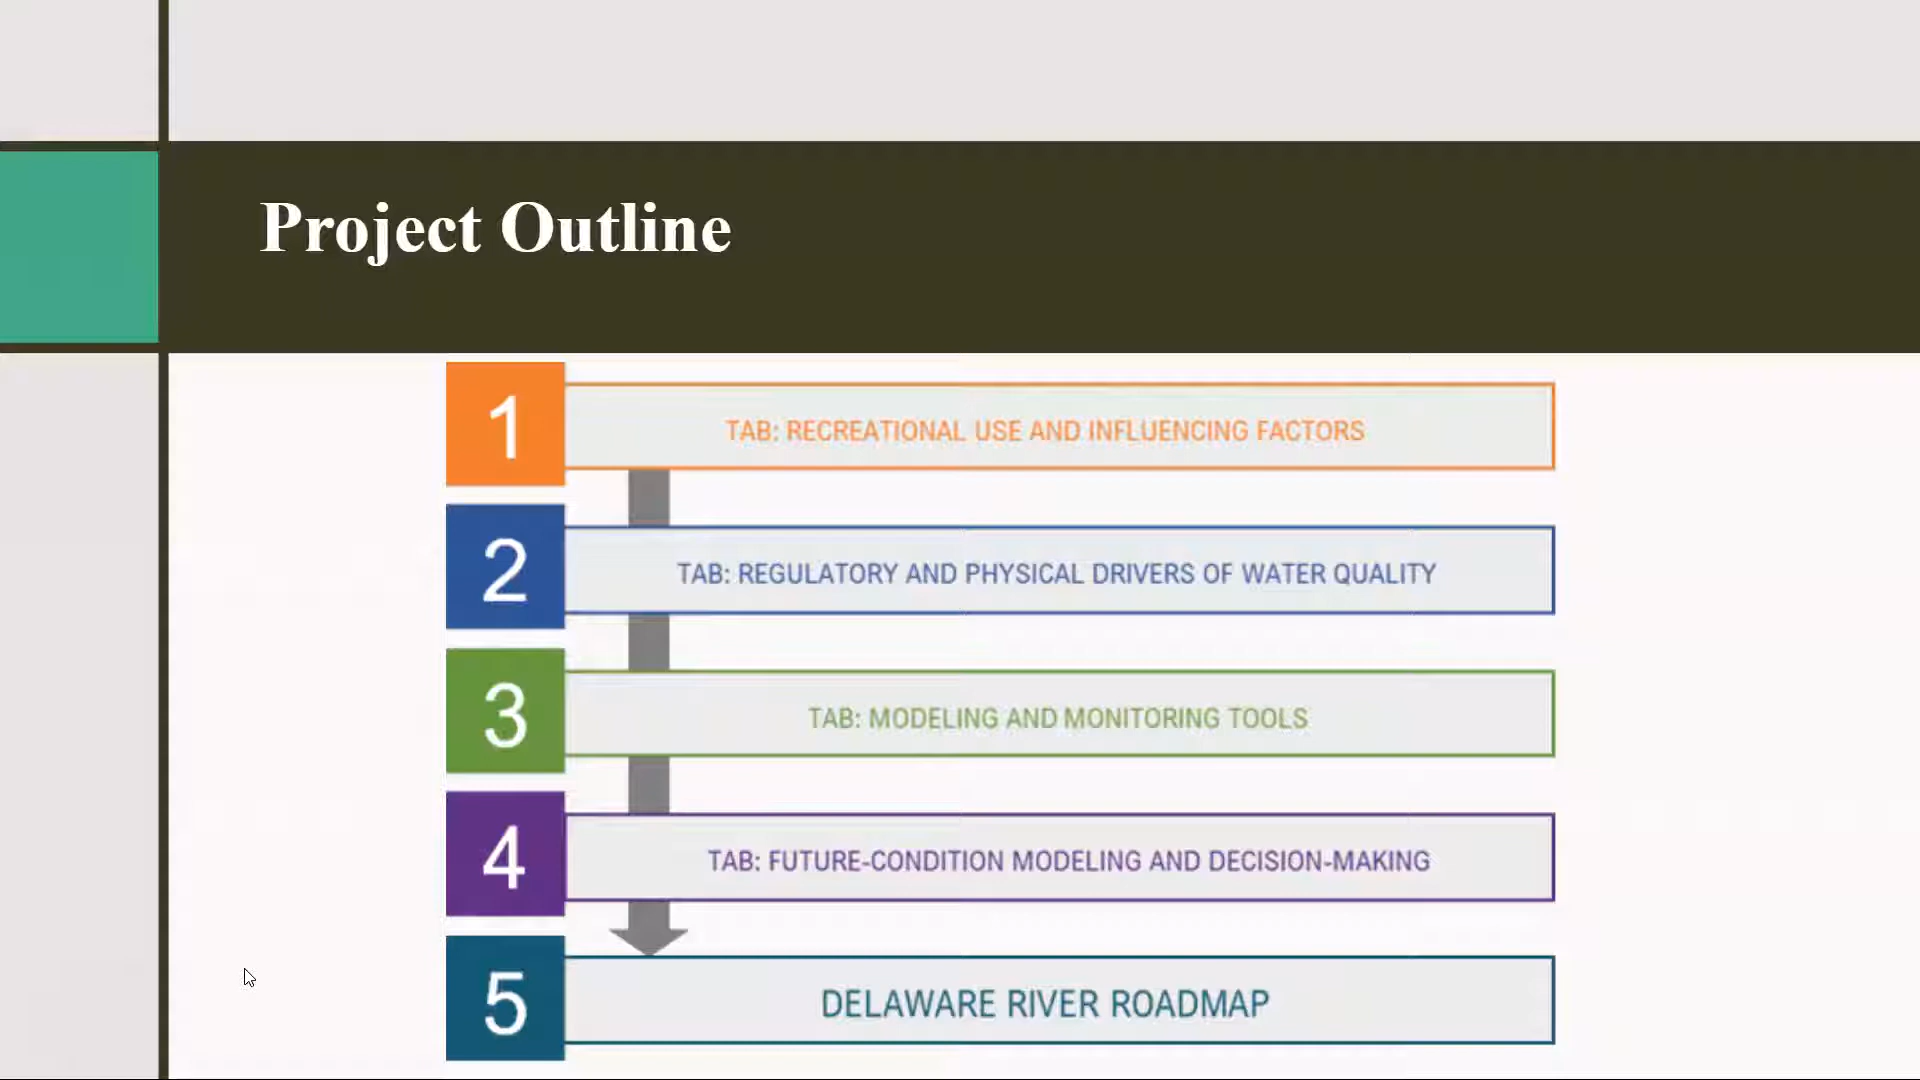 Project Outline
1
TAB: RECREATIONAL USE AND INFLUENCING FACTORS
2
TAB: REGULATORY AND PHYSICAL DRIVERS OF WATER QUALITY
3
TAB: MODELING AND MONITORING TOOLS
4
TAB: FUTURE-CONDITION MODELING AND DECISION-MAKING
5
DELAWARE RIVER ROADMAP